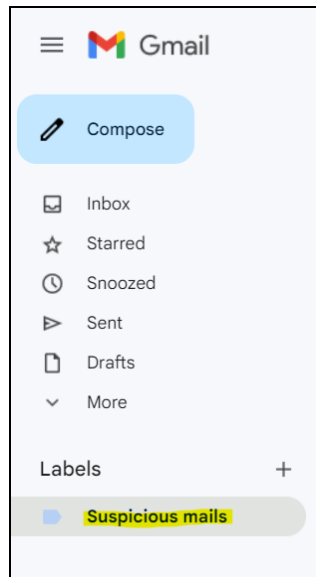 Gmail
Compose
Inbox
Starred
Snoozed
Sent
Drafts
More
Labels
Suspicious mails